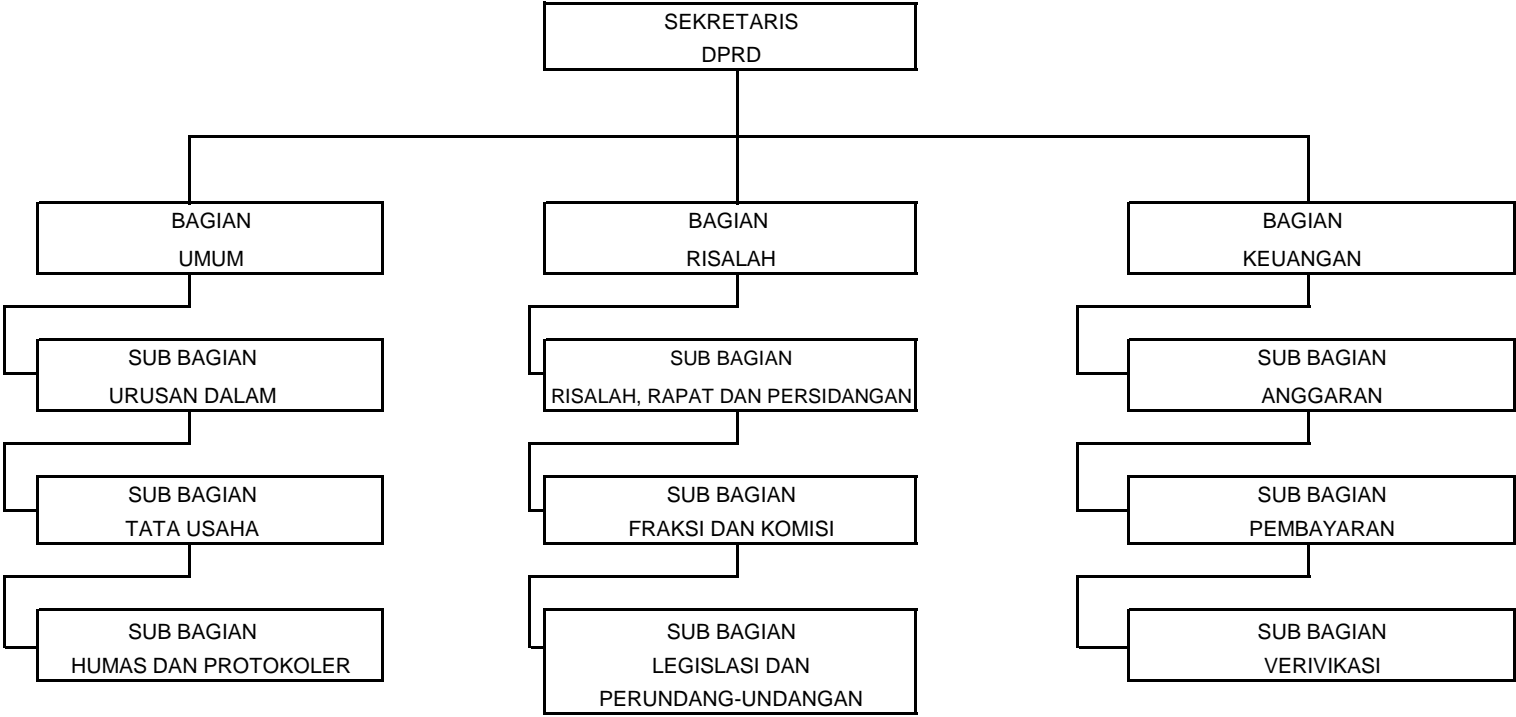 SEKRETARIS
DPRD
BAGIAN
UMUM
BAGIAN
RISALAH
BAGIAN
KEUANGAN
SUB BAGIAN
URUSAN DALAM
SUB BAGIAN
RISALAH, RAPAT DAN PERSIDANGAN
SUB BAGIAN
ANGGARAN
SUB BAGIAN
TATA USAHA
SUB BAGIAN
FRAKSI DAN KOMISI
SUB BAGIAN
PEMBAYARAN
SUB BAGIAN
HUMAS DAN PROTOKOLER
SUB BAGIAN
LEGISLASI DAN
PERUNDANG-UNDANGAN
SUB BAGIAN
VERIVIKASI